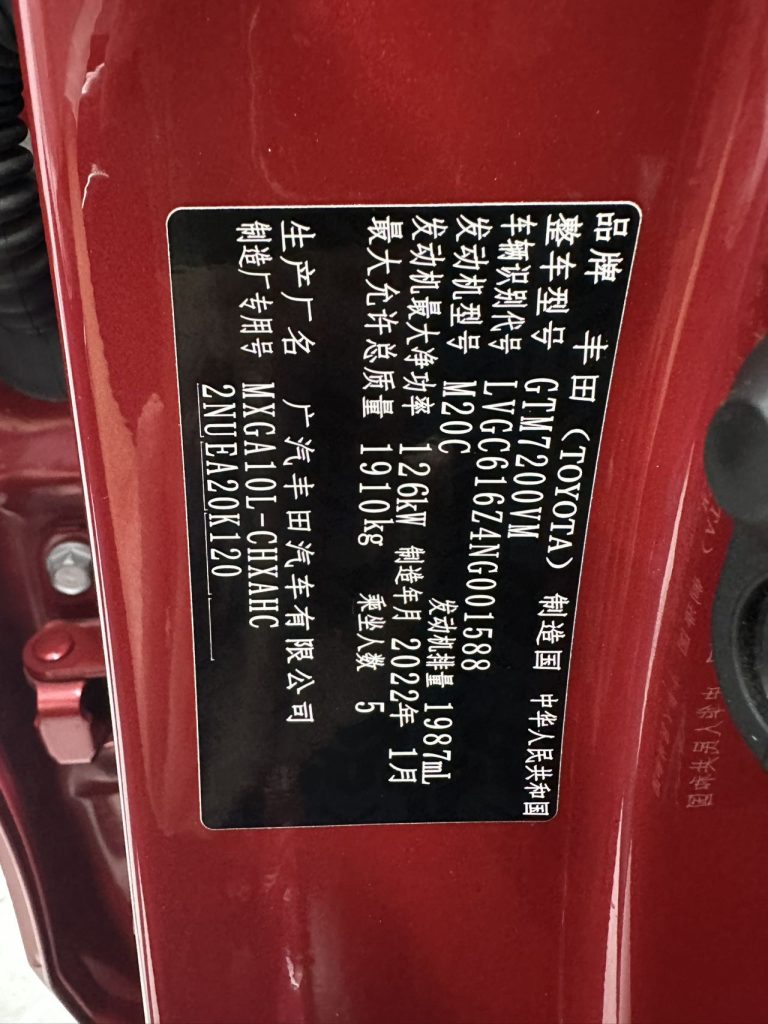 品牌 丰田 (TOYOTA) 制造国 中华人民共和国
整车型号 GTM7200VM
车辆识别代号 LVGC616Z4NG001588
发动机型号 M20C 发动机排量 1987mL
发动机最大净功率 126kW 制造年月 2022年 1月
最大允许总质量 1910kg 乘坐人数 5
生产厂名 广汽丰田汽车有限公司
制造厂专用号 MXGA10L-CHXAHC
2NUEA20K120